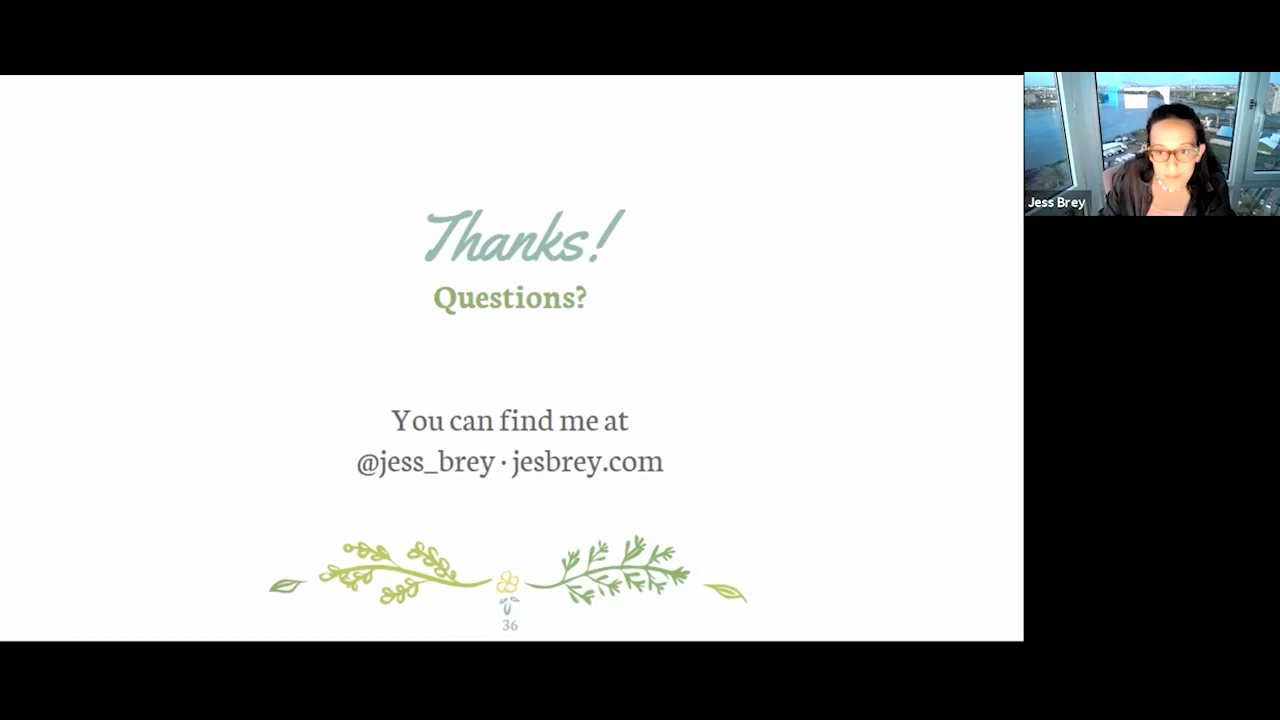 Thanks!
Questions?
You can find me at
@jess_brey · jesbrey.com
36
Jess Brey